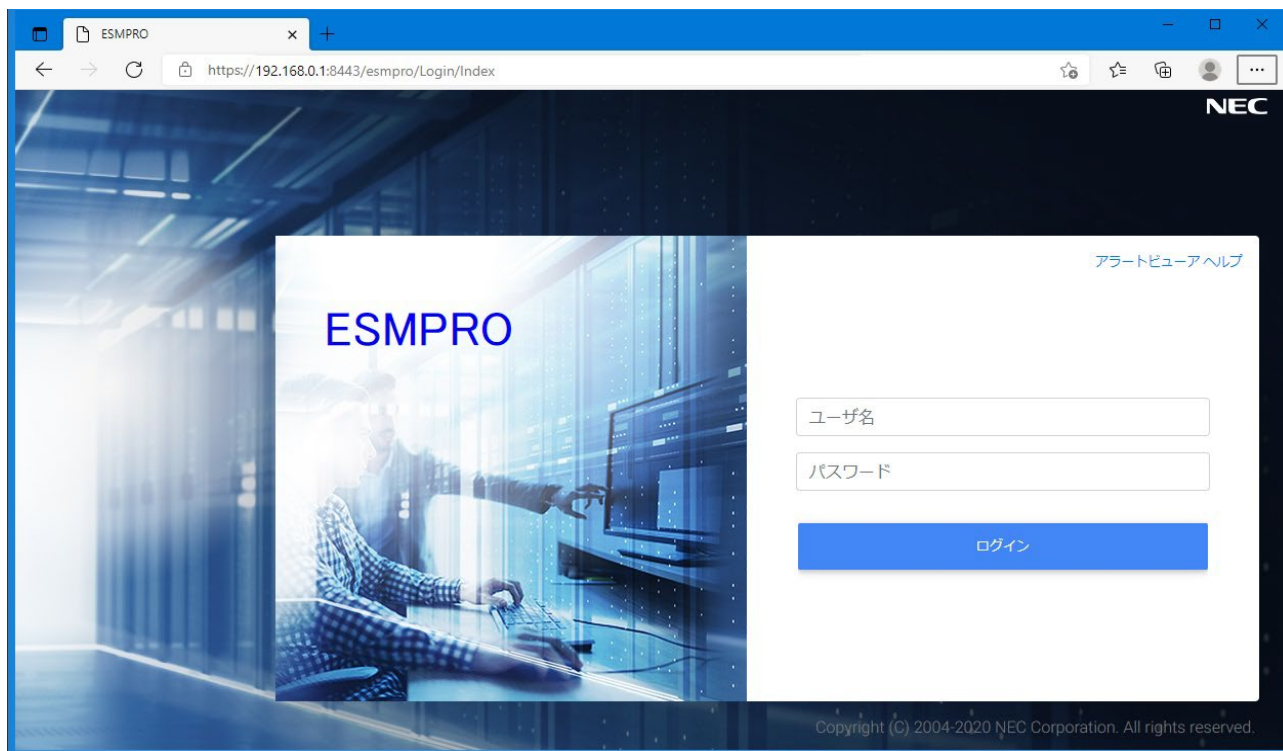 ESMPRO
https://192.168.0.1:8443/esmpro/Login/Index
NEC
アラートビューア ヘルプ
ESMPRO
ユーザ名
パスワード
ログイン
Copyright (C) 2004-2020 NEC Corporation. All rights reserved.